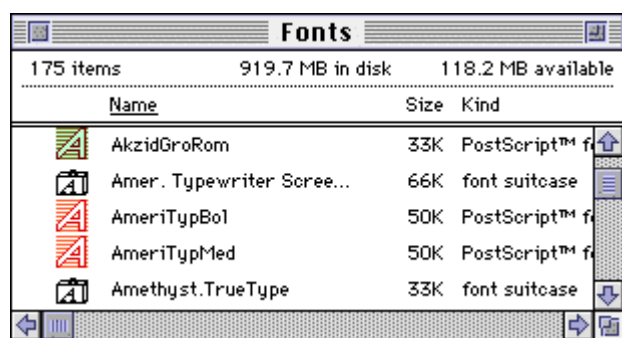 Fonts
175 items 919.7 MB in disk 118.2 MB available
Name Size Kind
AkzidGroRom 33K PostScript™ f
Amer. Typewriter Scree... 66K font suitcase
AmeriTypBol 50K PostScript™ f
AmeriTypMed 50K PostScript™ f
Amethyst.TrueType 33K font suitcase